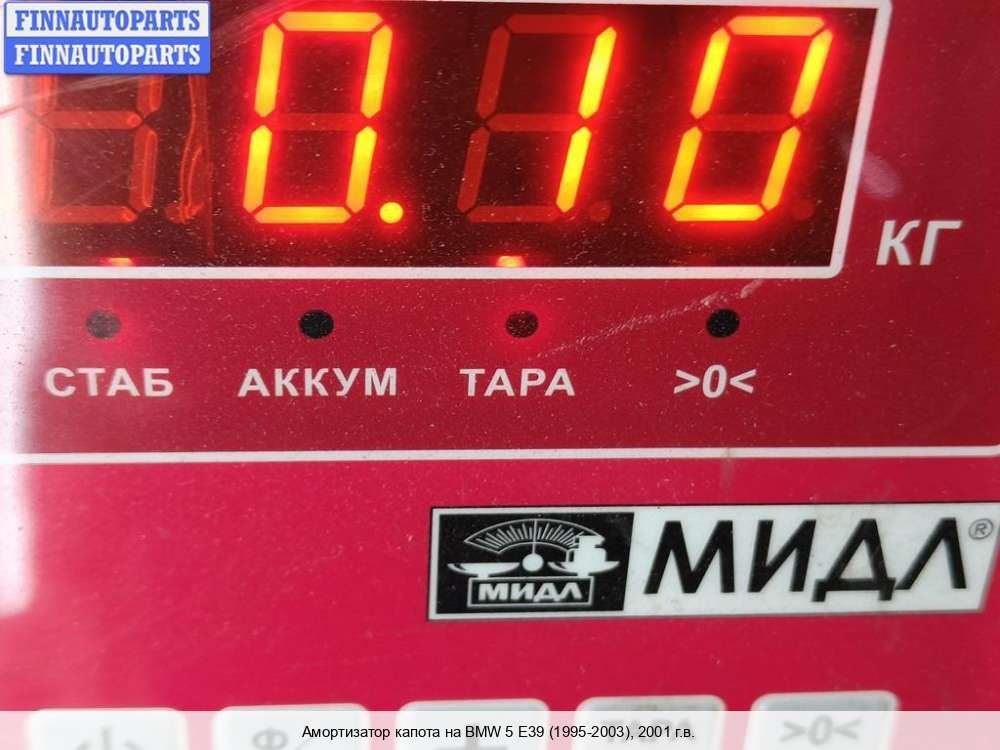 FINNAUTOPARTS
FINNAUTOPARTS
0.10
КГ
СТАБ АККУМ ТАРА >0<
МИДЛ МИДЛ®
>0<
Амортизатор капота на BMW 5 E39 (1995-2003), 2001 г.в.